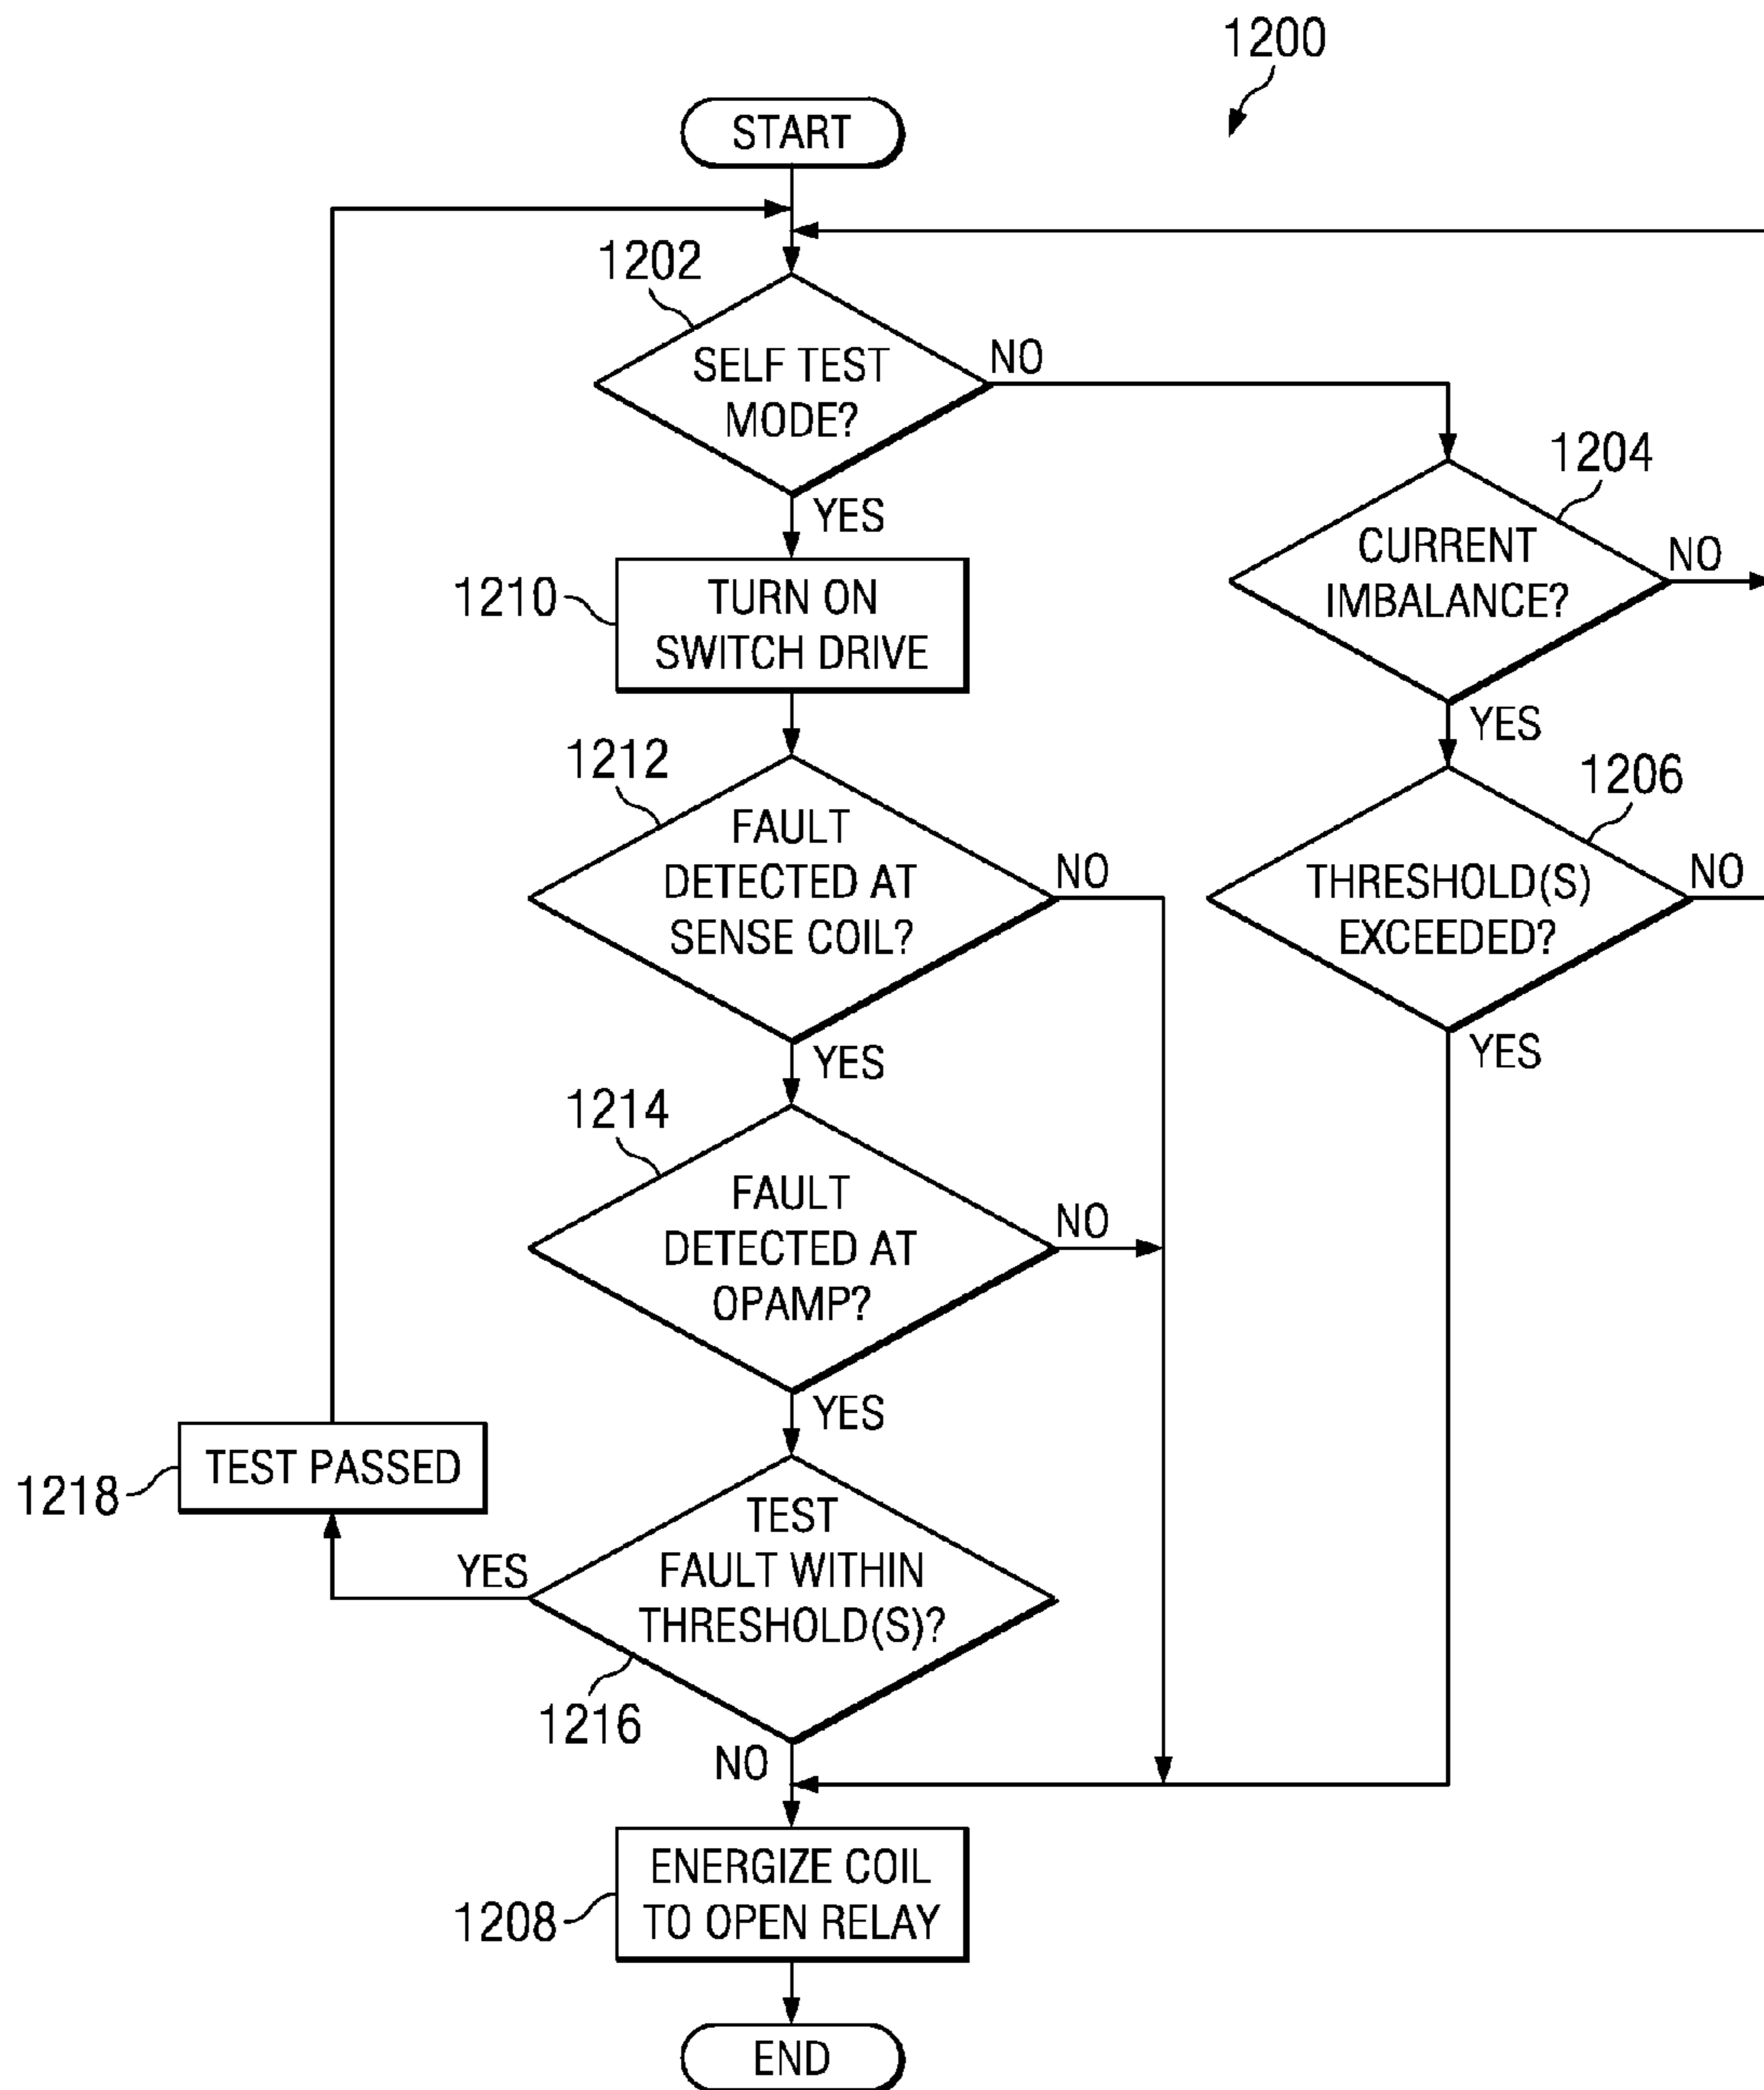 1200
START
1202
SELF TEST
MODE?
NO
YES
1204
CURRENT
IMBALANCE?
NO
YES
1210
TURN ON
SWITCH DRIVE
1212
FAULT
DETECTED AT
SENSE COIL?
NO
YES
1206
THRESHOLD(S)
EXCEEDED?
NO
YES
1214
FAULT
DETECTED AT
OPAMP?
NO
YES
1218
TEST PASSED
YES
TEST
FAULT WITHIN
THRESHOLD(S)?
1216
NO
1208
ENERGIZE COIL
TO OPEN RELAY
END